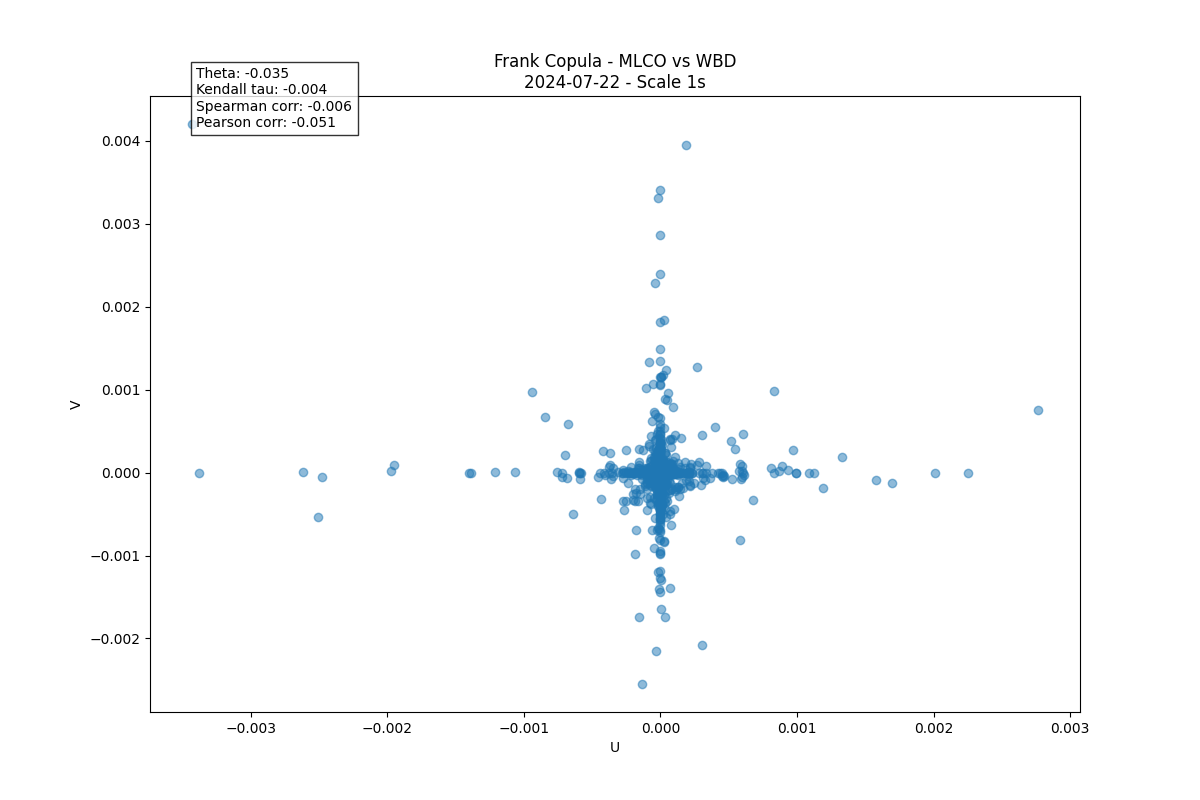 Frank Copula - MLCO vs WBD
2024-07-22 - Scale 1s
Theta: -0.035
Kendall tau: -0.004
Spearman corr: -0.006
Pearson corr: -0.051
0.004
0.003
0.002
0.001
0.000
−0.001
−0.002
V
−0.003
−0.002
−0.001
0.000
0.001
0.002
0.003
U